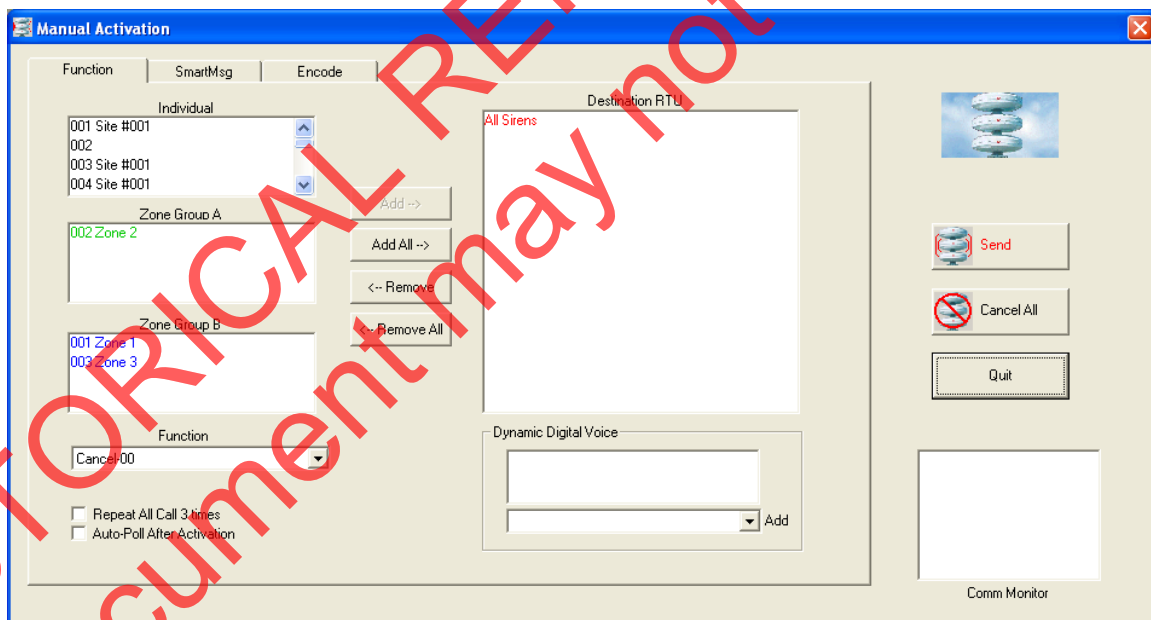 Manual Activation
Function
SmartMsg
Encode
Individual
001 Site #001
002
003 Site #001
004 Site #001
Zone Group A
002 Zone 2
Zone Group B
001 Zone 1
003 Zone 3
Function
Cancel-00
Repeat All Call 3 times
Auto-Poll After Activation
Add -->
Add All -->
<-- Remove
<-- Remove All
Destination RTU
All Sirens
Dynamic Digital Voice
Add
Send
Cancel All
Quit
Comm Monitor
TORICAL RE
cument may not